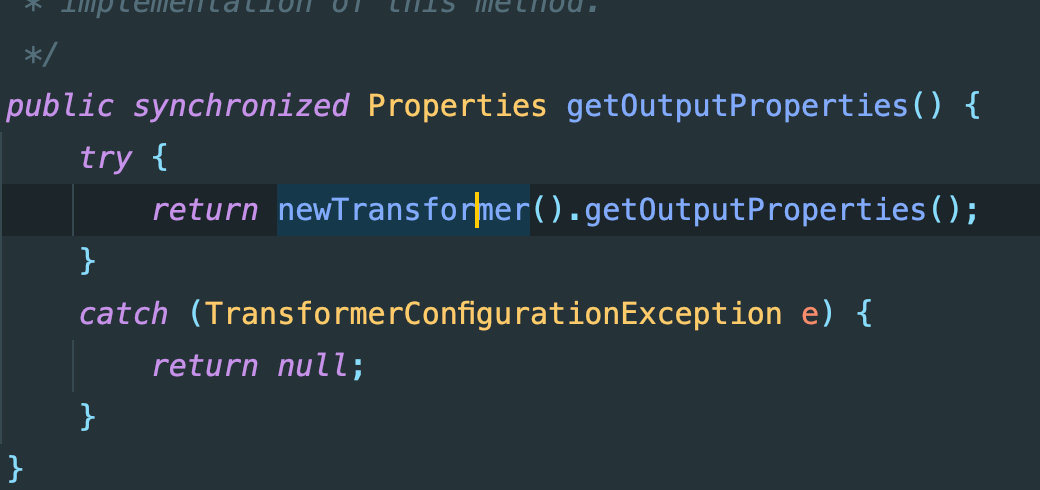 * implementation of this method.
*/
public synchronized Properties getOutputProperties() {
try {
return newTransformer().getOutputProperties();
}
catch (TransformerConfigurationException e) {
return null;
}
}